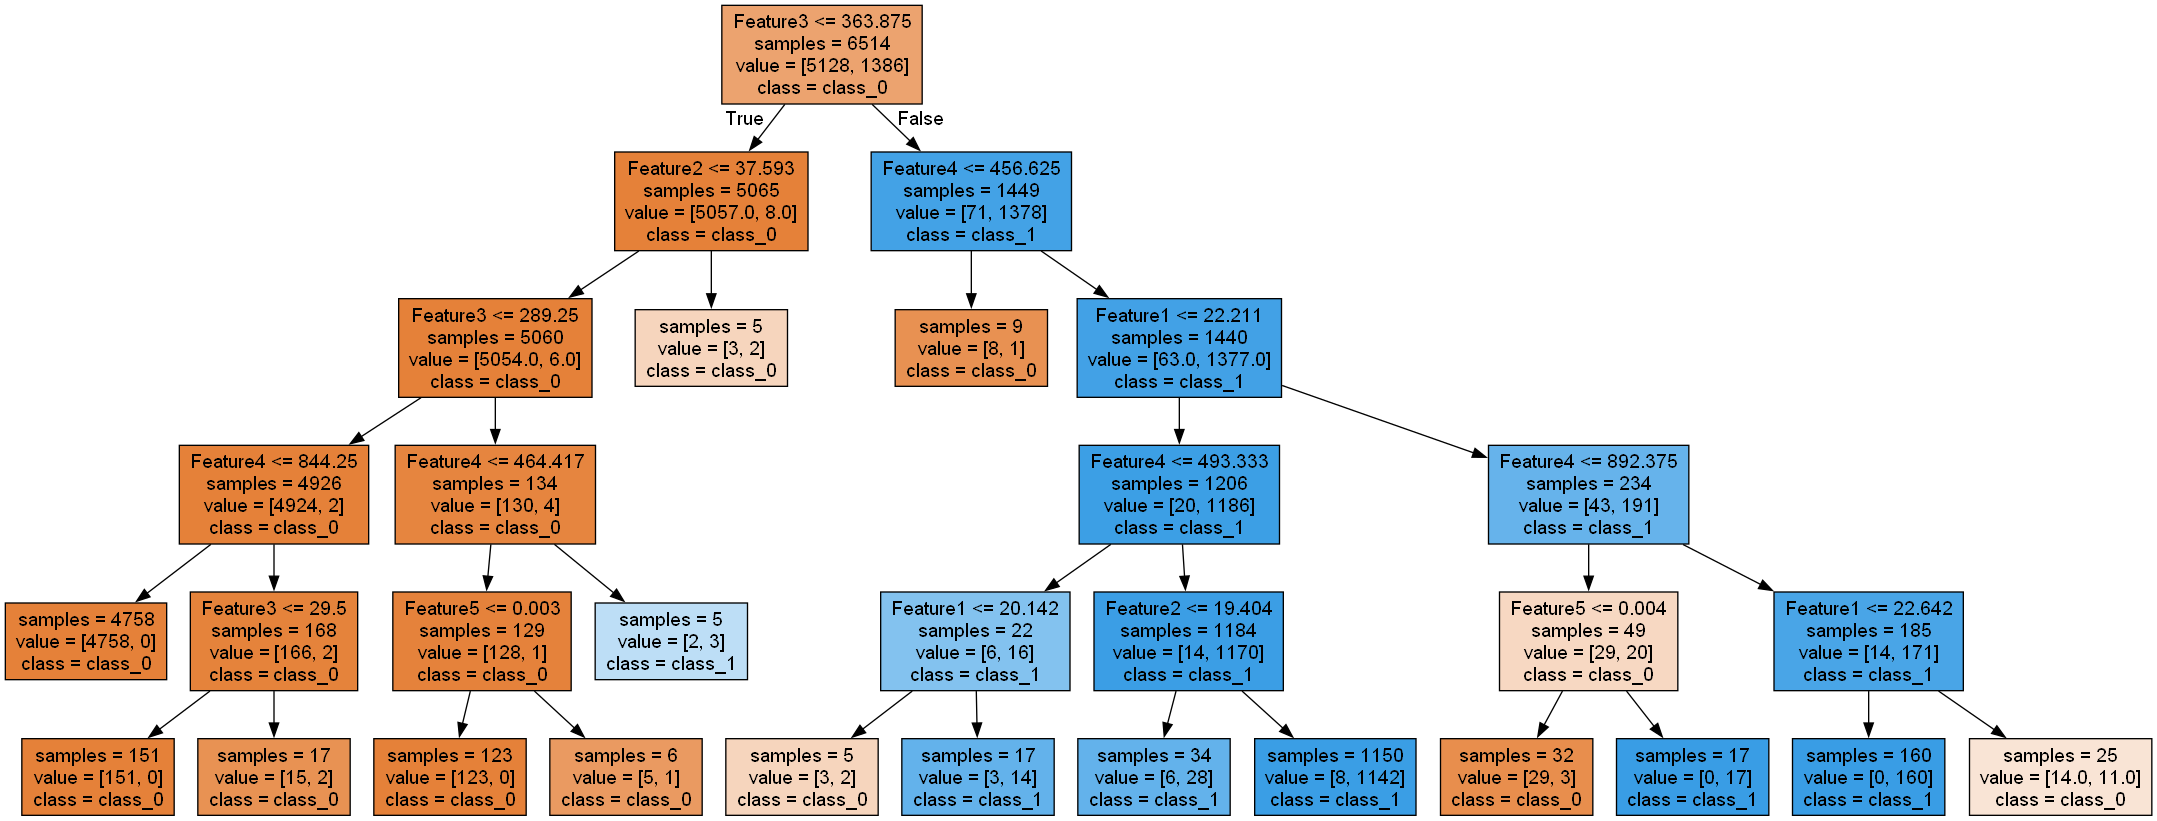 Feature3 <= 363.875
samples = 6514
value = [5128, 1386]
class = class_0
True
False
Feature2 <= 37.593
samples = 5065
value = [5057.0, 8.0]
class = class_0
Feature4 <= 456.625
samples = 1449
value = [71, 1378]
class = class_1
Feature3 <= 289.25
samples = 5060
value = [5054.0, 6.0]
class = class_0
samples = 5
value = [3, 2]
class = class_0
samples = 9
value = [8, 1]
class = class_0
Feature1 <= 22.211
samples = 1440
value = [63.0, 1377.0]
class = class_1
Feature4 <= 844.25
samples = 4926
value = [4924, 2]
class = class_0
Feature4 <= 464.417
samples = 134
value = [130, 4]
class = class_0
Feature4 <= 493.333
samples = 1206
value = [20, 1186]
class = class_1
Feature4 <= 892.375
samples = 234
value = [43, 191]
class = class_1
samples = 4758
value = [4758, 0]
class = class_0
Feature3 <= 29.5
samples = 168
value = [166, 2]
class = class_0
Feature5 <= 0.003
samples = 129
value = [128, 1]
class = class_0
samples = 5
value = [2, 3]
class = class_1
Feature1 <= 20.142
samples = 22
value = [6, 16]
class = class_1
Feature2 <= 19.404
samples = 1184
value = [14, 1170]
class = class_1
Feature5 <= 0.004
samples = 49
value = [29, 20]
class = class_0
Feature1 <= 22.642
samples = 185
value = [14, 171]
class = class_1
samples = 151
value = [151, 0]
class = class_0
samples = 17
value = [15, 2]
class = class_0
samples = 123
value = [123, 0]
class = class_0
samples = 6
value = [5, 1]
class = class_0
samples = 5
value = [3, 2]
class = class_0
samples = 17
value = [3, 14]
class = class_1
samples = 34
value = [6, 28]
class = class_1
samples = 1150
value = [8, 1142]
class = class_1
samples = 32
value = [29, 3]
class = class_0
samples = 17
value = [0, 17]
class = class_1
samples = 160
value = [0, 160]
class = class_1
samples = 25
value = [14.0, 11.0]
class = class_0